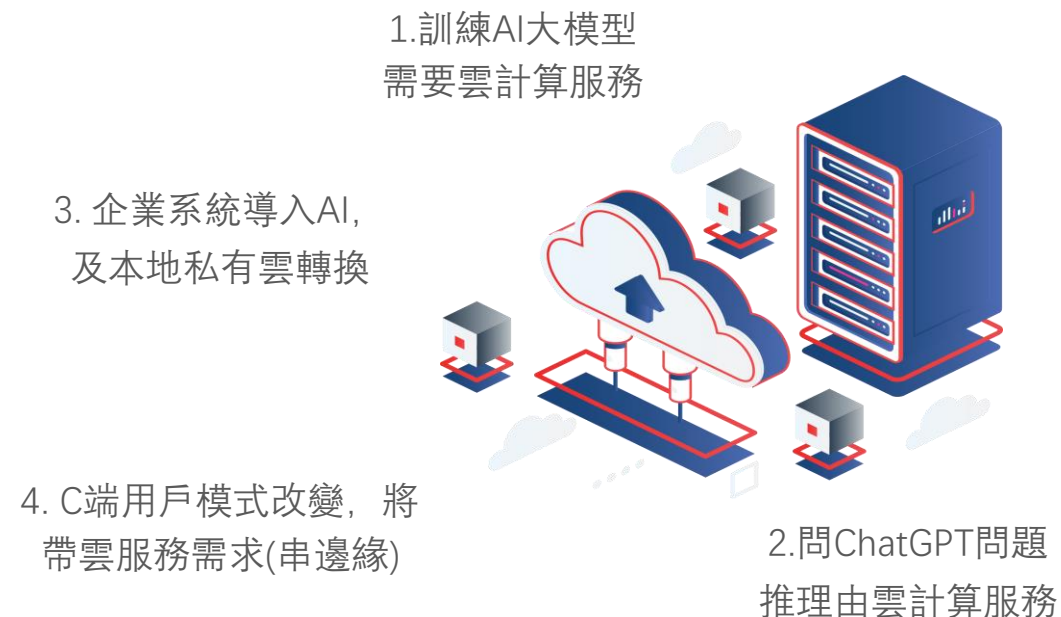 1.訓練AI大模型
需要雲計算服務
3. 企業系統導入AI,
及本地私有雲轉換
4. C端用戶模式改變，將
帶雲服務需求(串邊緣)
2.問ChatGPT問題
推理由雲計算服務